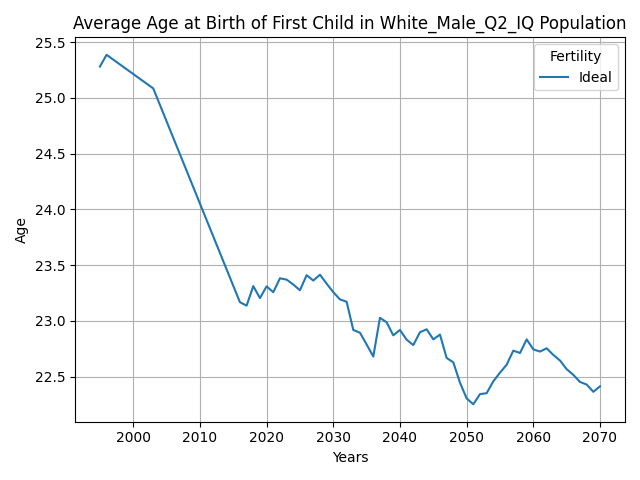 Average Age at Birth of First Child in White_Male_Q2_IQ Population
25.5
25.0
24.5
24.0
23.5
23.0
22.5
Age
Fertility
Ideal
2000 2010 2020 2030 2040 2050 2060 2070
Years